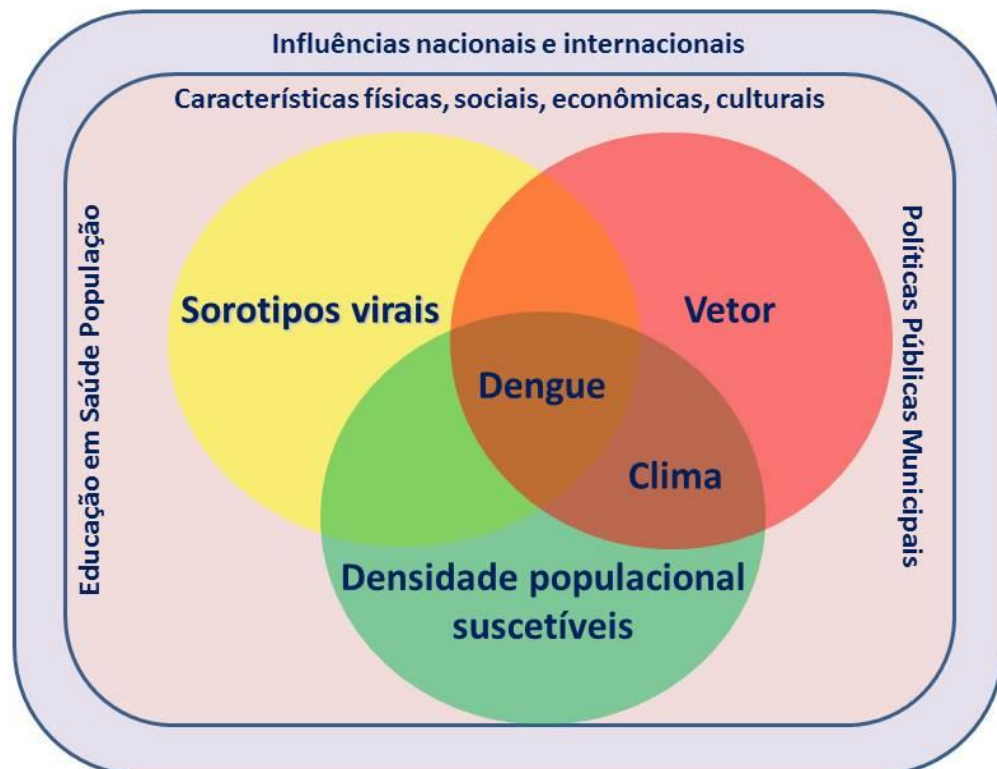 Influências nacionais e internacionais
Características físicas, sociais, econômicas, culturais
Educação em Saúde População
Sorotipos virais
Vetor
Dengue
Clima
Densidade populacional
suscetíveis
Políticas Públicas Municipais